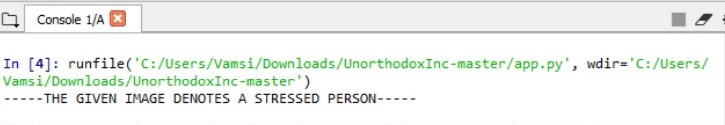 Console 1/A
In [4]: runfile('C:/Users/Vamsi/Downloads/UnorthodoxInc-master/app.py', wdir='C:/Users/
Vamsi/Downloads/UnorthodoxInc-master')
-----THE GIVEN IMAGE DENOTES A STRESSED PERSON-----